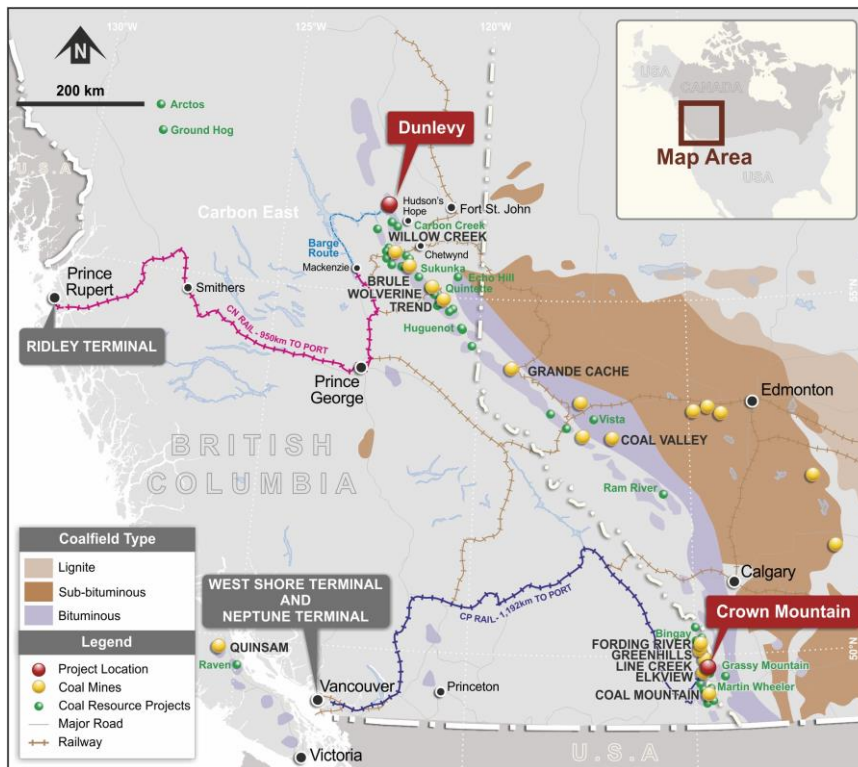 130°W
125°W
120°W
N
200 km
Arctos
Ground Hog
U.S.A
Dunlevy
USA
CANADA
USA
Map Area
Hudson's
Hope
Fort St. John
Carbon East
Carbon Creek
WILLOW CREEK
Chetwynd
Barge
Route
Mackenzie
Sukunka
Echo Hill
BRULE
Quintette
WOLVERINE
TREND
Huguenot
55°N
Prince
Rupert
Smithers
RIDLEY TERMINAL
CN RAIL - 950km TO PORT
Prince
George
GRANDE CACHE
Edmonton
Vista
COAL VALLEY
BRITISH
COLUMBIA
Ram River
Coalfield Type
Lignite
Sub-bituminous
Bituminous
Legend
Project Location
Coal Mines
Coal Resource Projects
Major Road
Railway
WEST SHORE TERMINAL
AND
NEPTUNE TERMINAL
CP RAIL - 1,192km TO PORT
Calgary
Crown Mountain
Bingay
FORDING RIVER
GREENHILLS
LINE CREEK
ELKVIEW
COAL MOUNTAIN
Grassy Mountain
Martin Wheeler
50°N
QUINSAM
Raven
Vancouver
Princeton
Victoria
U.S.A